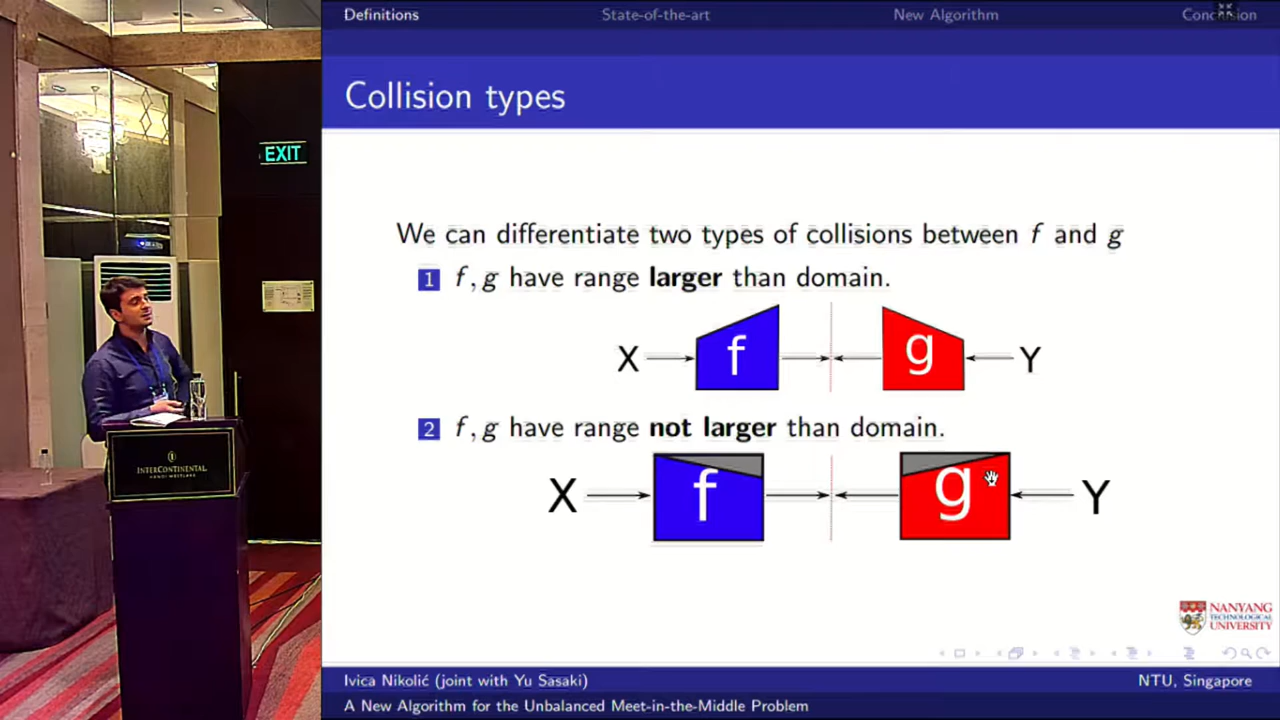 Definitions
State-of-the-art
New Algorithm
Conclusion
Collision types
EXIT
We can differentiate two types of collisions between f and g
1 f, g have range larger than domain.
X f g Y
2 f, g have range not larger than domain.
X f g Y
INTERCONTINENTAL
HANOI WESTLAKE
NANYANG
TECHNOLOGICAL
UNIVERSITY
Ivica Nikolić (joint with Yu Sasaki)
NTU, Singapore
A New Algorithm for the Unbalanced Meet-in-the-Middle Problem